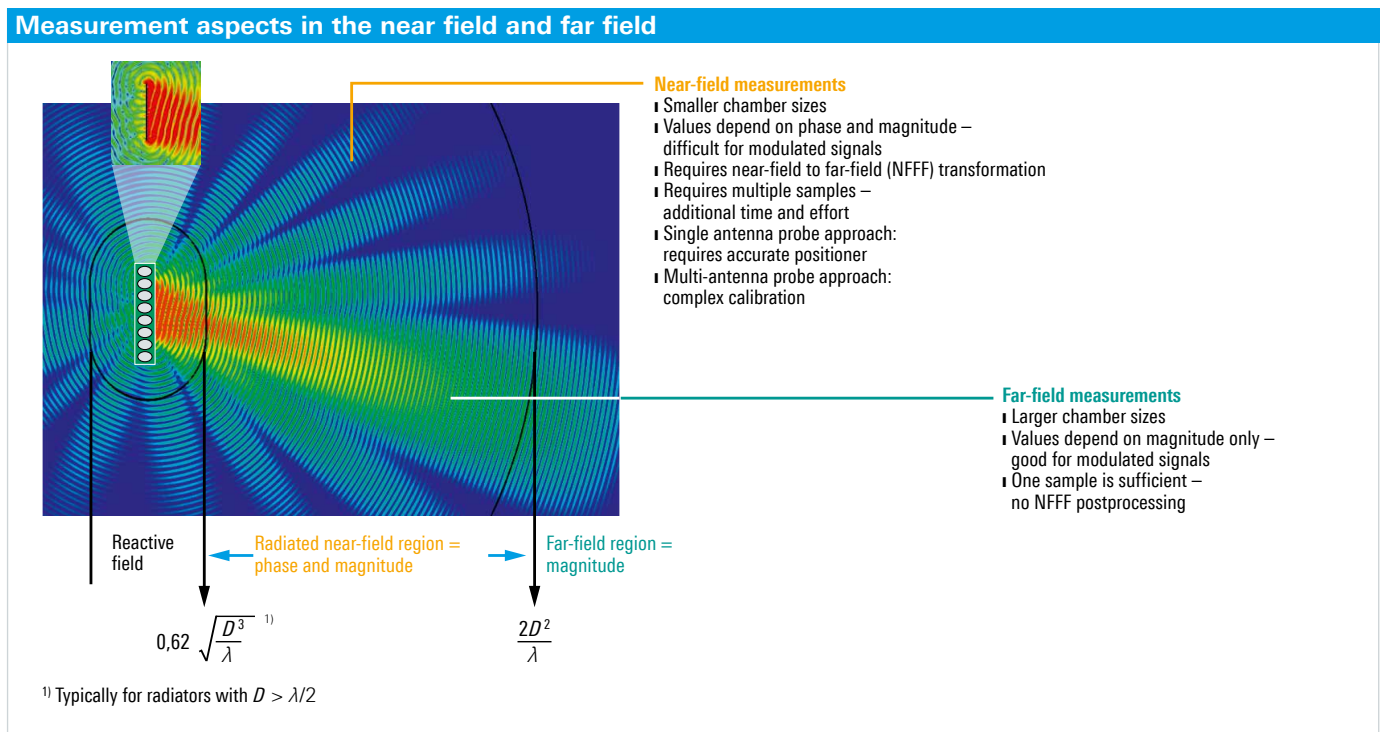 Measurement aspects in the near field and far field
Near-field measurements
ı Smaller chamber sizes
ı Values depend on phase and magnitude –
difficult for modulated signals
ı Requires near-field to far-field (NFFF) transformation
ı Requires multiple samples –
additional time and effort
ı Single antenna probe approach:
requires accurate positioner
ı Multi-antenna probe approach:
complex calibration
Far-field measurements
ı Larger chamber sizes
ı Values depend on magnitude only –
good for modulated signals
ı One sample is sufficient –
no NFFF postprocessing
Reactive
field
Radiated near-field region =
phase and magnitude
Far-field region =
magnitude
0,62 √(D³/λ) ¹⁾
2D²/λ
¹⁾ Typically for radiators with D > λ/2